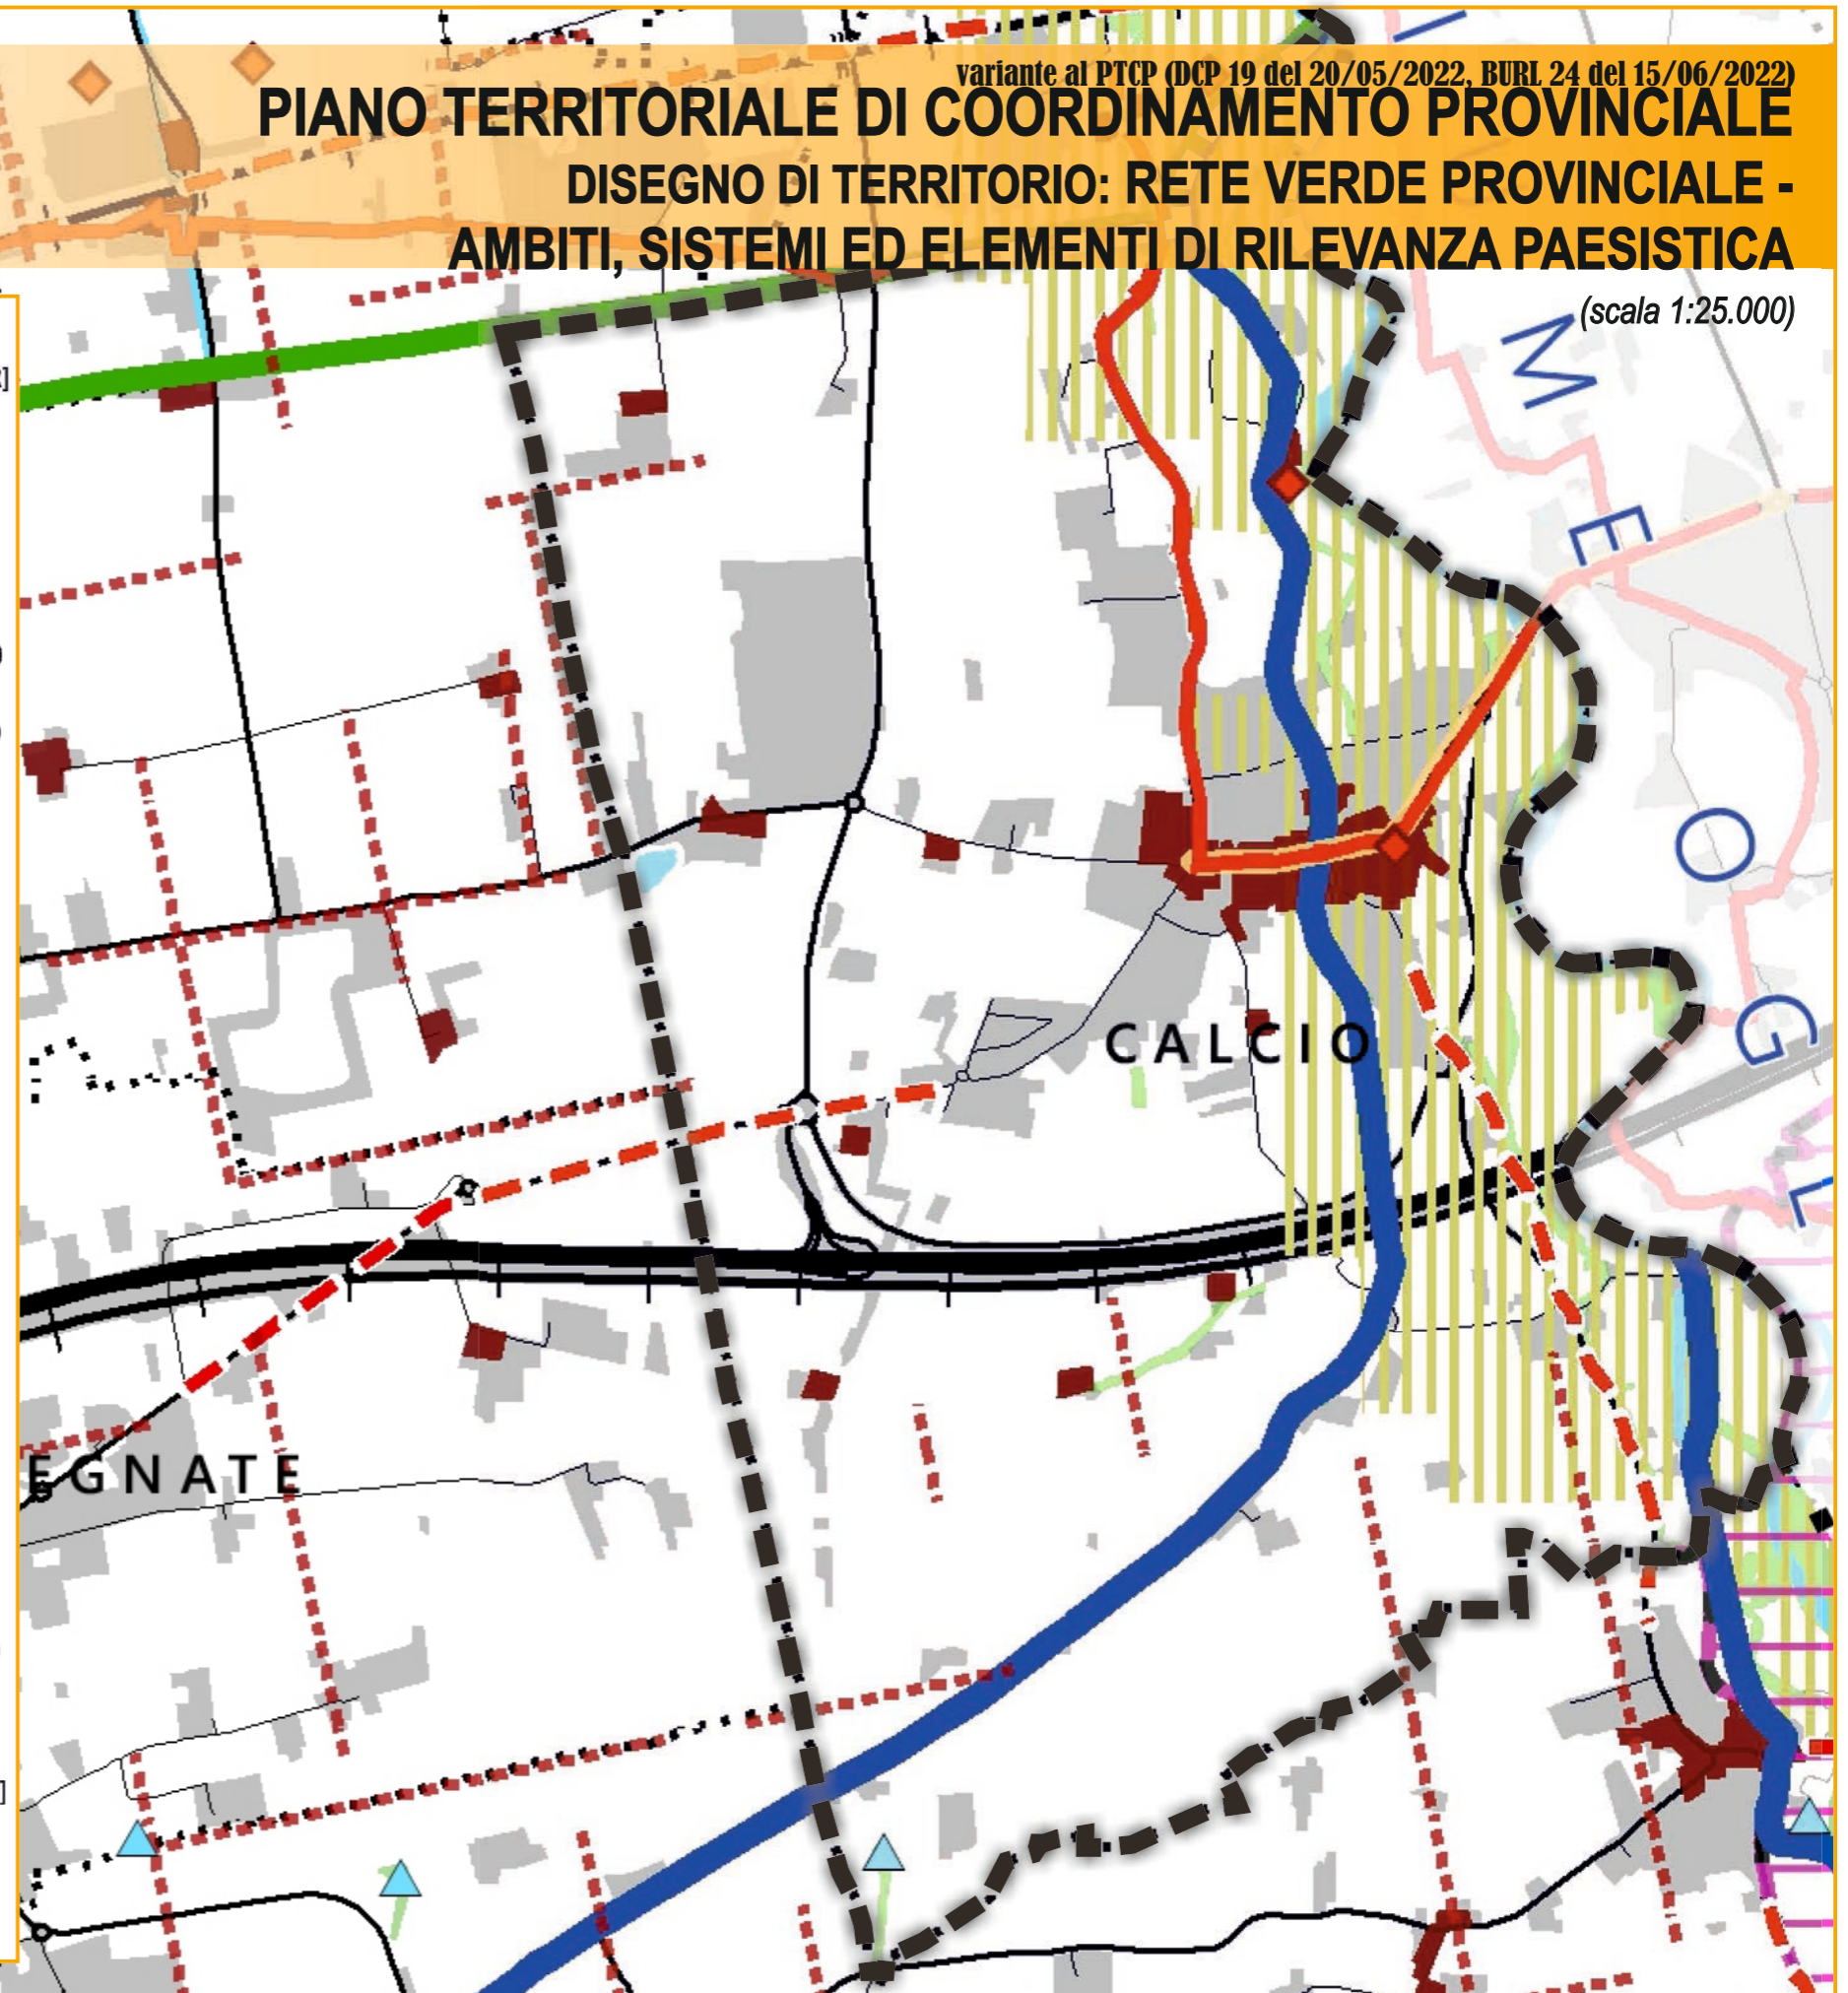 variante al PTCP (DCP 19 del 20/05/2022, BURL 24 del 15/06/2022)
PIANO TERRITORIALE DI COORDINAMENTO PROVINCIALE
DISEGNO DI TERRITORIO: RETE VERDE PROVINCIALE -
AMBITI, SISTEMI ED ELEMENTI DI RILEVANZA PAESISTICA
(scala 1:25.000)
M
E
O
G
L
CALCIO
EGNATE